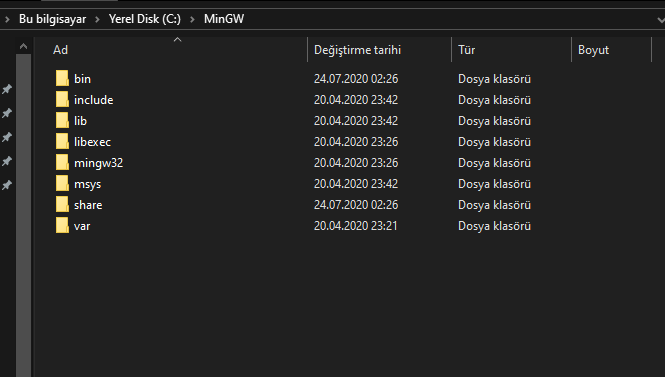 Bu bilgisayar > Yerel Disk (C:) > MinGW
Ad Değiştirme tarihi Tür Boyut
bin 24.07.2020 02:26 Dosya klasörü
include 20.04.2020 23:42 Dosya klasörü
lib 20.04.2020 23:42 Dosya klasörü
libexec 20.04.2020 23:26 Dosya klasörü
mingw32 20.04.2020 23:26 Dosya klasörü
msys 20.04.2020 23:42 Dosya klasörü
share 24.07.2020 02:26 Dosya klasörü
var 20.04.2020 23:21 Dosya klasörü